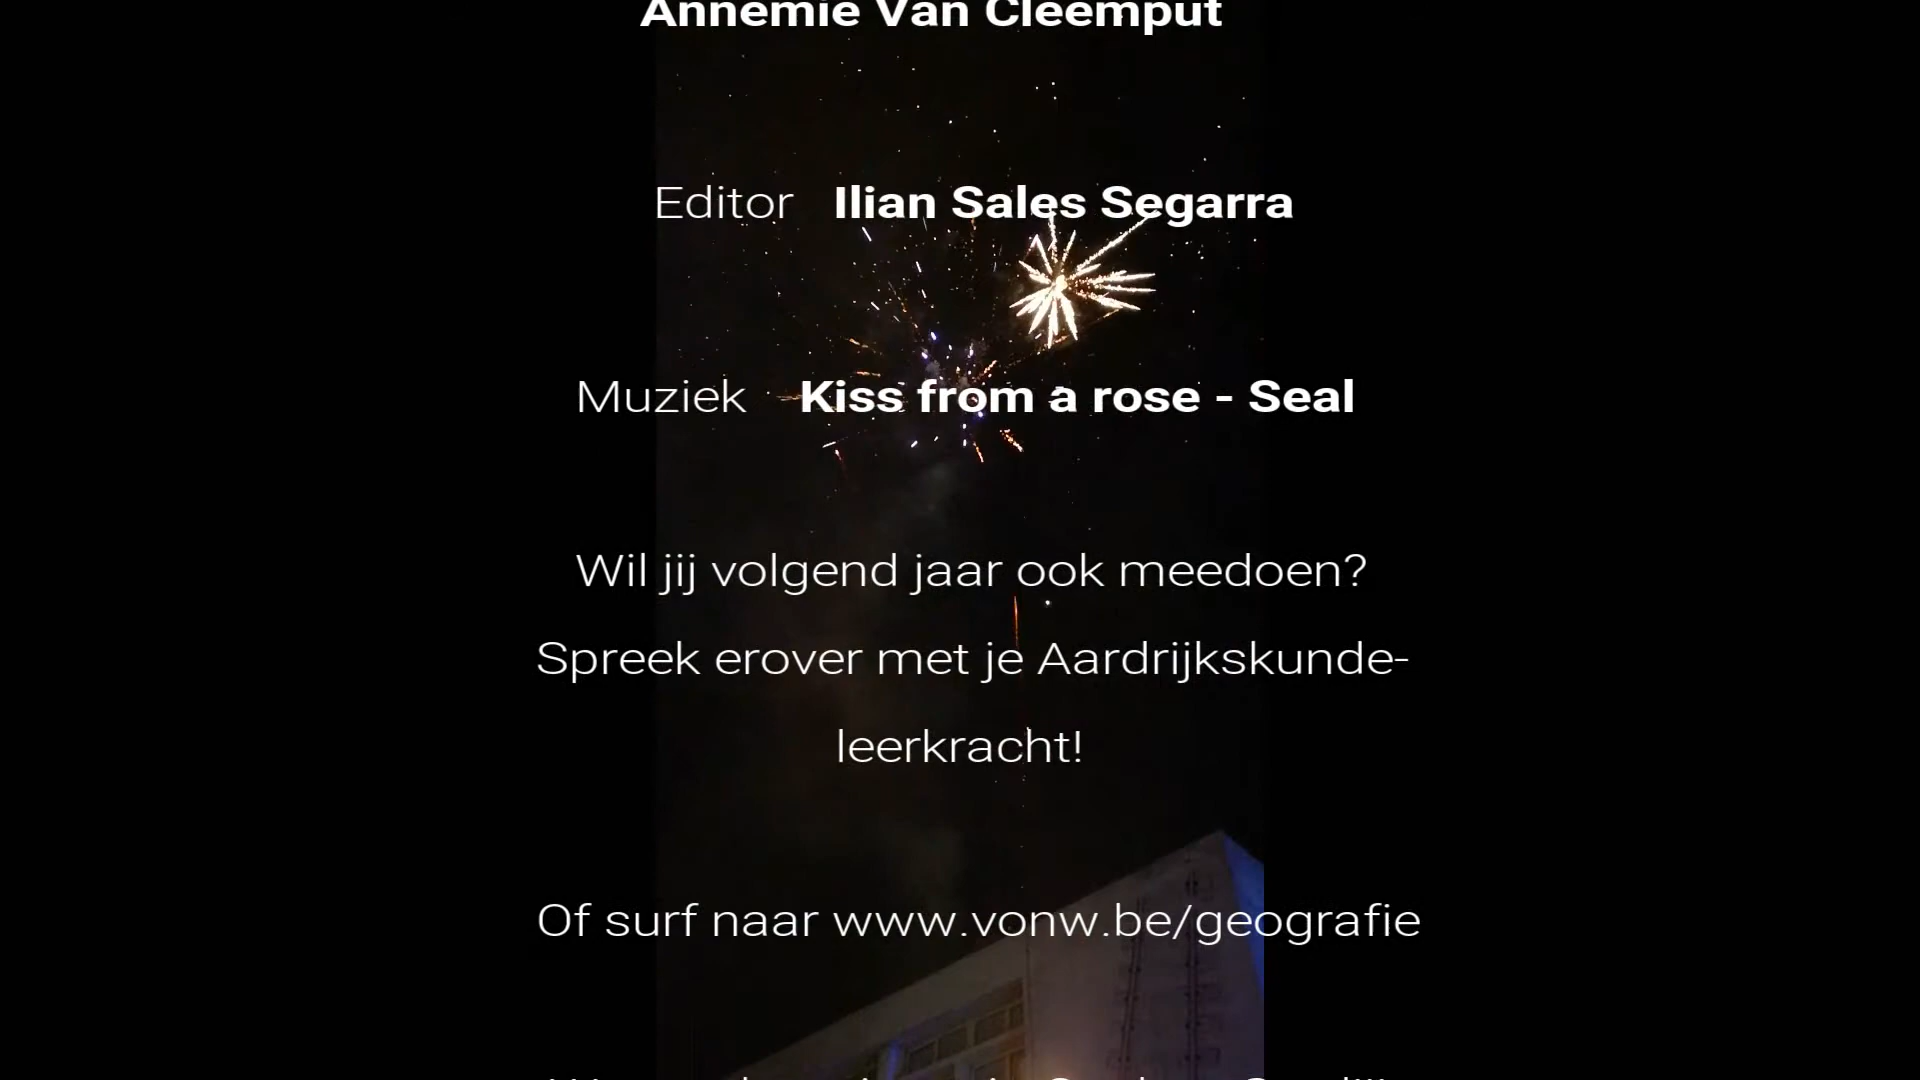 Annemie Van Cleemput
Editor Ilian Sales Segarra
Muziek Kiss from a rose - Seal
Wil jij volgend jaar ook meedoen?
Spreek erover met je Aardrijkskunde-
leerkracht!
Of surf naar www.vonw.be/geografie